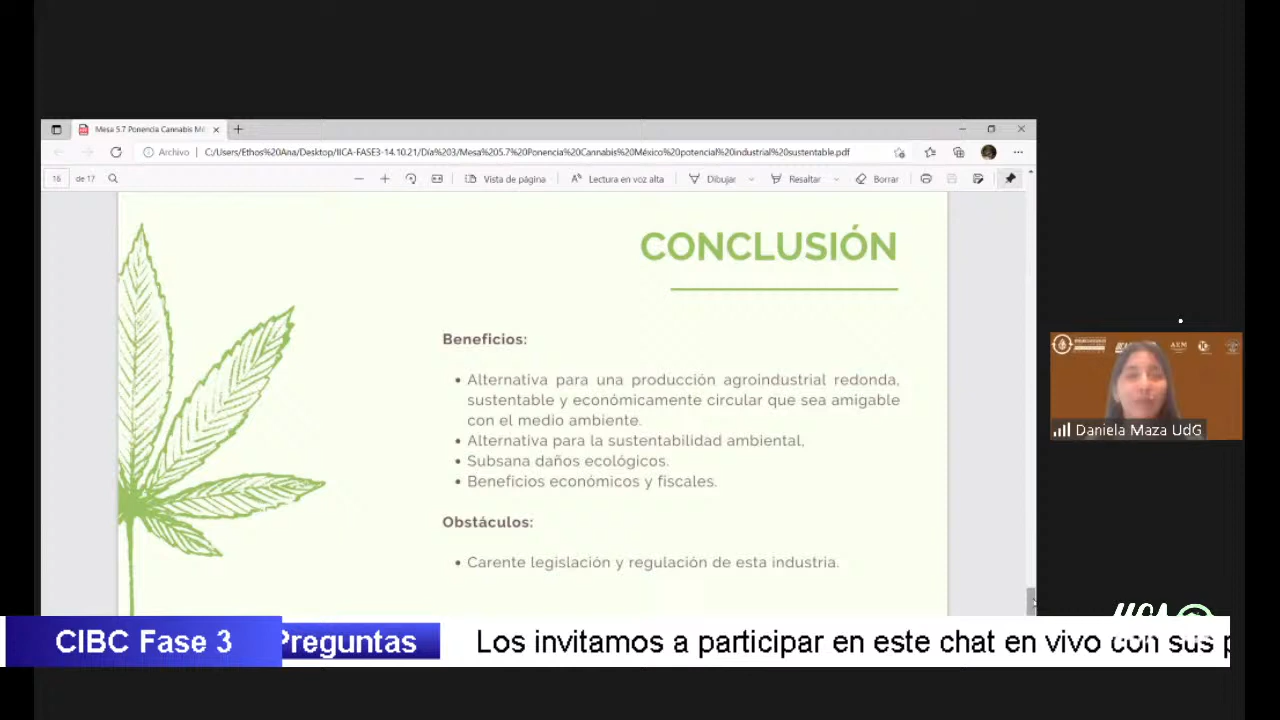 Mesa 5.7 Ponencia Cannabis Mé
Archivo
C:/Users/Ethos%20Ana/Desktop/IICA-FASE3-14.10.21/Día%203/Mesa%205.7%20Ponencia%20Cannabis%20México%20potencial%20industrial%20sustentable.pdf
16 de 17
Vista de página
Lectura en voz alta
Dibujar
Resaltar
Borrar
CONCLUSIÓN
Beneficios:
• Alternativa para una producción agroindustrial redonda,
sustentable y económicamente circular que sea amigable
con el medio ambiente.
• Alternativa para la sustentabilidad ambiental,
• Subsana daños ecológicos.
• Beneficios económicos y fiscales.
Obstáculos:
• Carente legislación y regulación de esta industria.
Daniela Maza UdG
CIBC Fase 3
Preguntas
Los invitamos a participar en este chat en vivo con sus